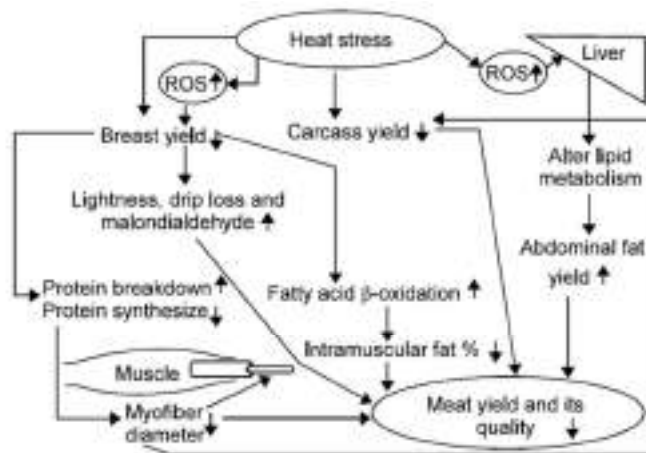 Heat stress
ROS↑
ROS↑
Liver
Breast yield ↓
Carcass yield ↓
Alter lipid
metabolism
Lightness, drip loss and
malondialdehyde ↑
Abdominal fat
yield ↑
Protein breakdown ↑
Protein synthesize ↓
Fatty acid β-oxidation ↑
Intramuscular fat % ↓
Muscle
Myofiber
diameter ↓
Meat yield and its
quality ↓